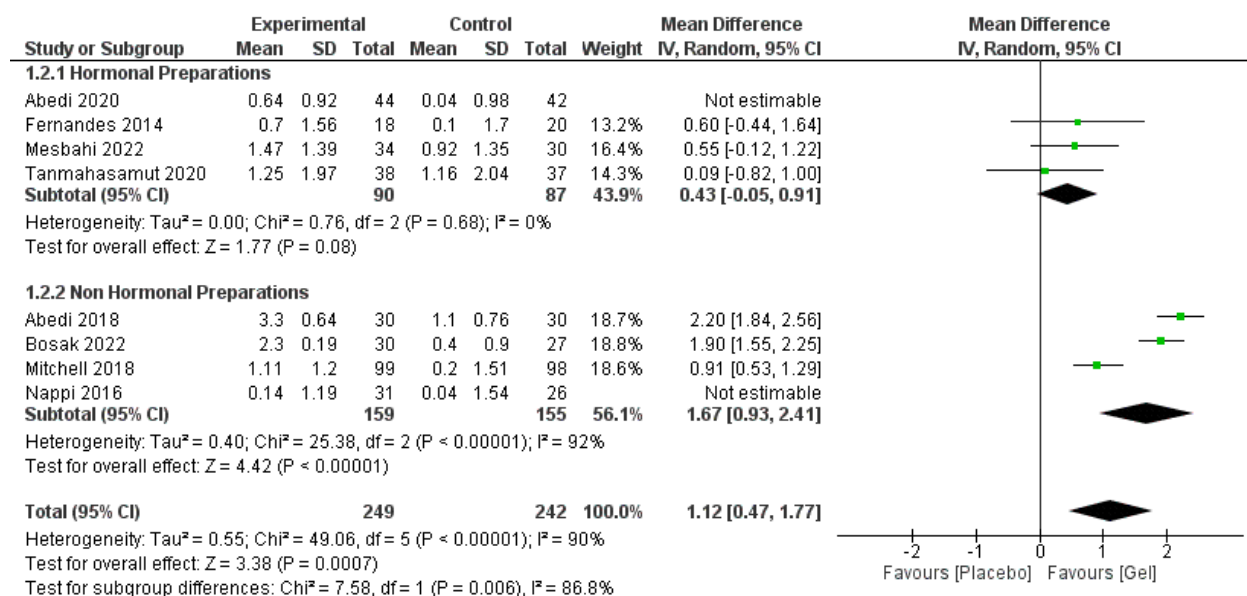 Experimental Control Mean Difference Mean Difference
Study or Subgroup Mean SD Total Mean SD Total Weight IV, Random, 95% CI IV, Random, 95% CI
1.2.1 Hormonal Preparations
Abedi 2020 0.64 0.92 44 0.04 0.98 42 Not estimable
Fernandes 2014 0.7 1.56 18 0.1 1.7 20 13.2% 0.60 [-0.44, 1.64]
Mesbahi 2022 1.47 1.39 34 0.92 1.35 30 16.4% 0.55 [-0.12, 1.22]
Tanmahasamut 2020 1.25 1.97 38 1.16 2.04 37 14.3% 0.09 [-0.82, 1.00]
Subtotal (95% CI) 90 87 43.9% 0.43 [-0.05, 0.91]
Heterogeneity: Tau² = 0.00; Chi² = 0.76, df = 2 (P = 0.68); I² = 0%
Test for overall effect: Z = 1.77 (P = 0.08)
1.2.2 Non Hormonal Preparations
Abedi 2018 3.3 0.64 30 1.1 0.76 30 18.7% 2.20 [1.84, 2.56]
Bosak 2022 2.3 0.19 30 0.4 0.9 27 18.8% 1.90 [1.55, 2.25]
Mitchell 2018 1.11 1.2 99 0.2 1.51 98 18.6% 0.91 [0.53, 1.29]
Nappi 2016 0.14 1.19 31 0.04 1.54 26 Not estimable
Subtotal (95% CI) 159 155 56.1% 1.67 [0.93, 2.41]
Heterogeneity: Tau² = 0.40; Chi² = 25.38, df = 2 (P < 0.00001); I² = 92%
Test for overall effect: Z = 4.42 (P < 0.00001)
Total (95% CI) 249 242 100.0% 1.12 [0.47, 1.77]
Heterogeneity: Tau² = 0.55; Chi² = 49.06, df = 5 (P < 0.00001); I² = 90%
Test for overall effect: Z = 3.38 (P = 0.0007)
Test for subgroup differences: Chi² = 7.58, df = 1 (P = 0.006), I² = 86.8%
-2 -1 0 1 2
Favours [Placebo] Favours [Gel]